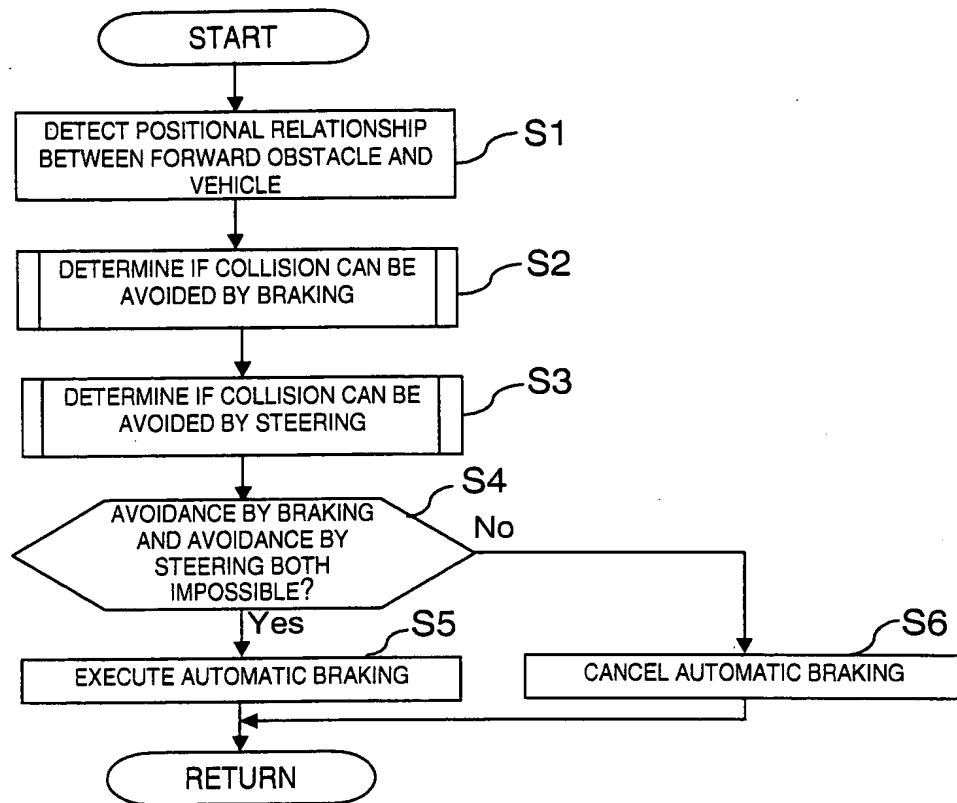 START
DETECT POSITIONAL RELATIONSHIP
BETWEEN FORWARD OBSTACLE AND
VEHICLE
S1
DETERMINE IF COLLISION CAN BE
AVOIDED BY BRAKING
S2
DETERMINE IF COLLISION CAN BE
AVOIDED BY STEERING
S3
S4
AVOIDANCE BY BRAKING
AND AVOIDANCE BY
STEERING BOTH
IMPOSSIBLE?
No
Yes
S5
EXECUTE AUTOMATIC BRAKING
S6
CANCEL AUTOMATIC BRAKING
RETURN